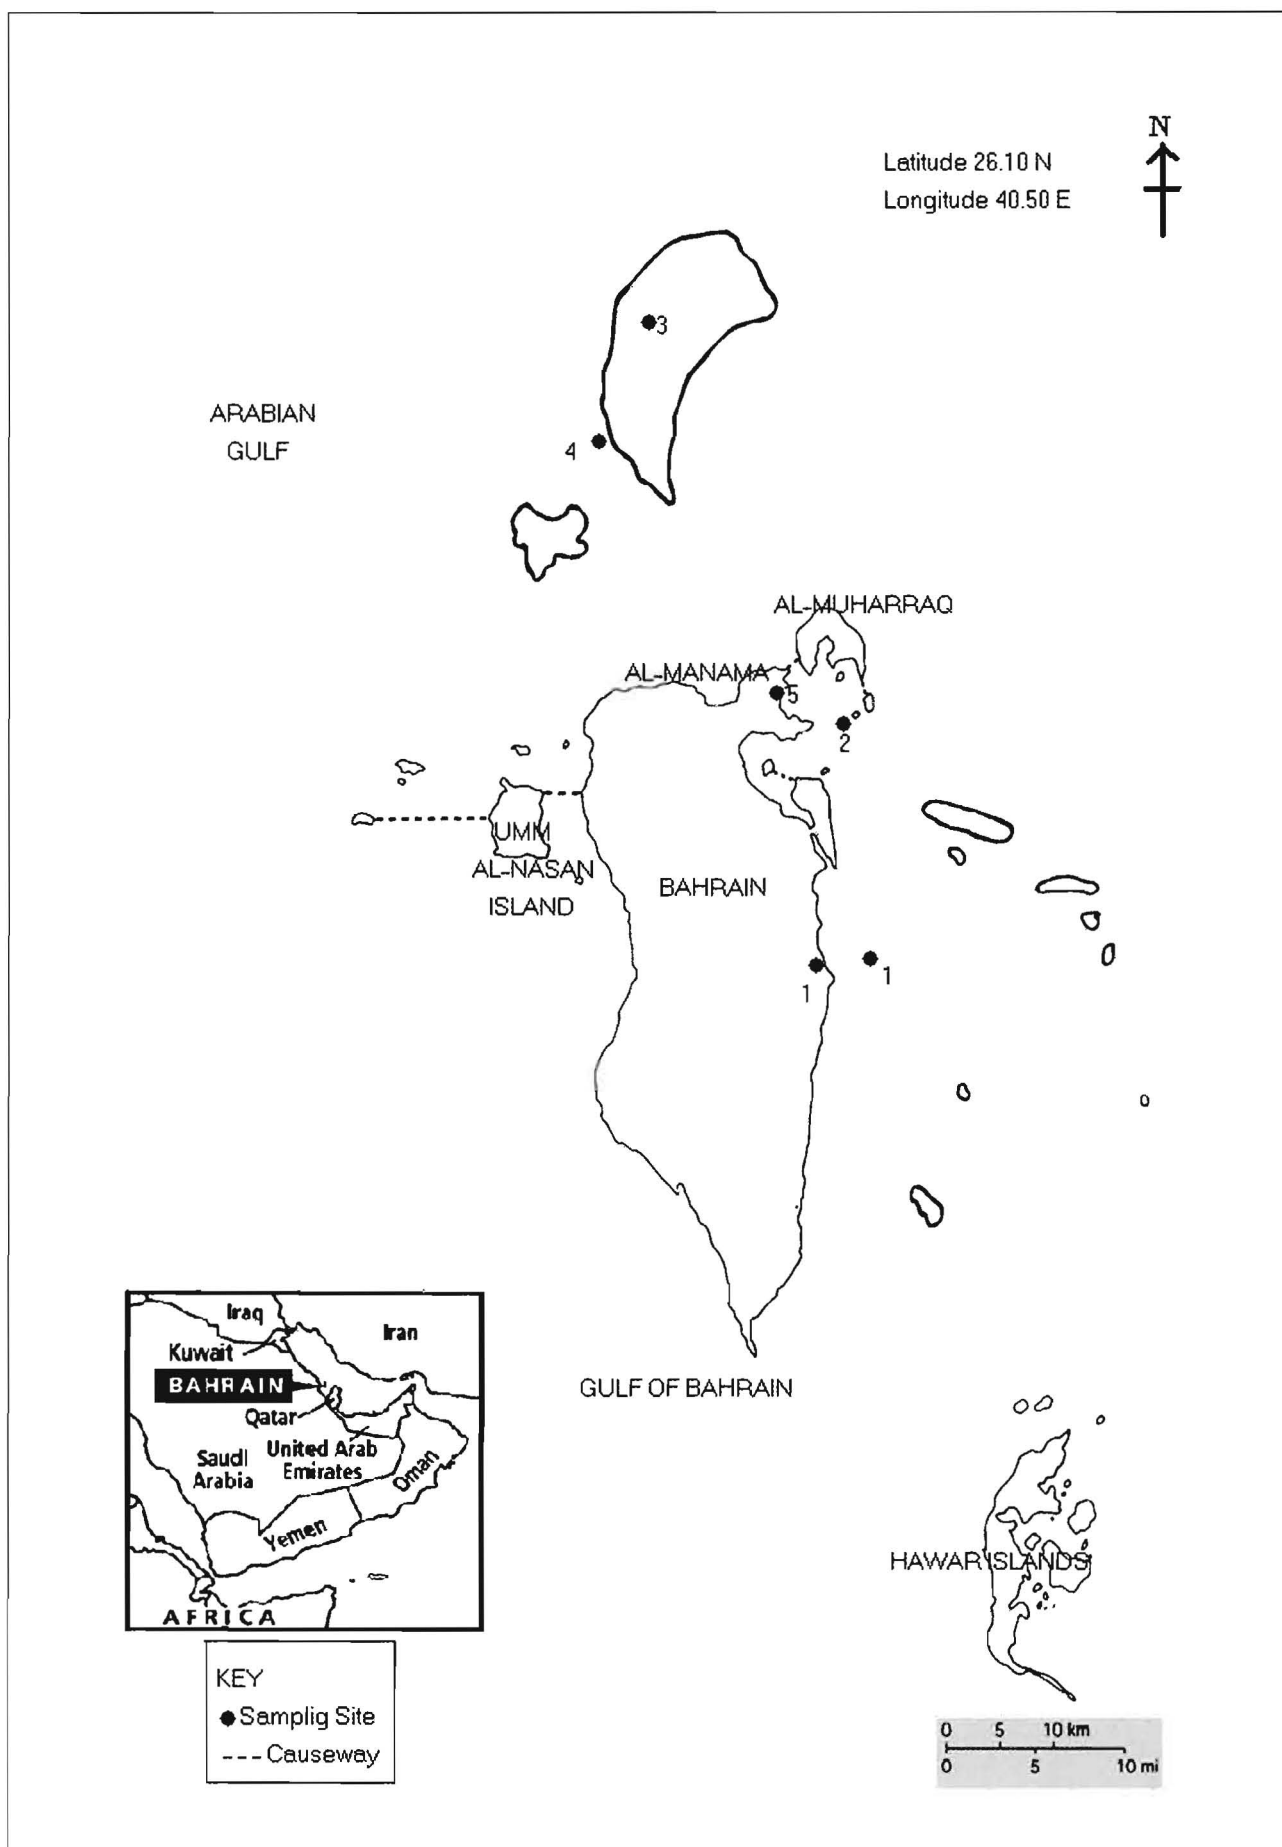 N
Latitude 26.10 N
Longitude 40.50 E
3
ARABIAN
GULF
4
AL-MUHARRAQ
AL-MANAMA
5
2
UMM
AL-NASAN
ISLAND
BAHRAIN
1
1
GULF OF BAHRAIN
HAWAR ISLANDS
Iraq
Iran
Kuwait
BAHRAIN
Qatar
United Arab
Emirates
Saudi
Arabia
Oman
Yemen
AFRICA
KEY
Samplig Site
Causeway
0 5 10 km
0 5 10 mi